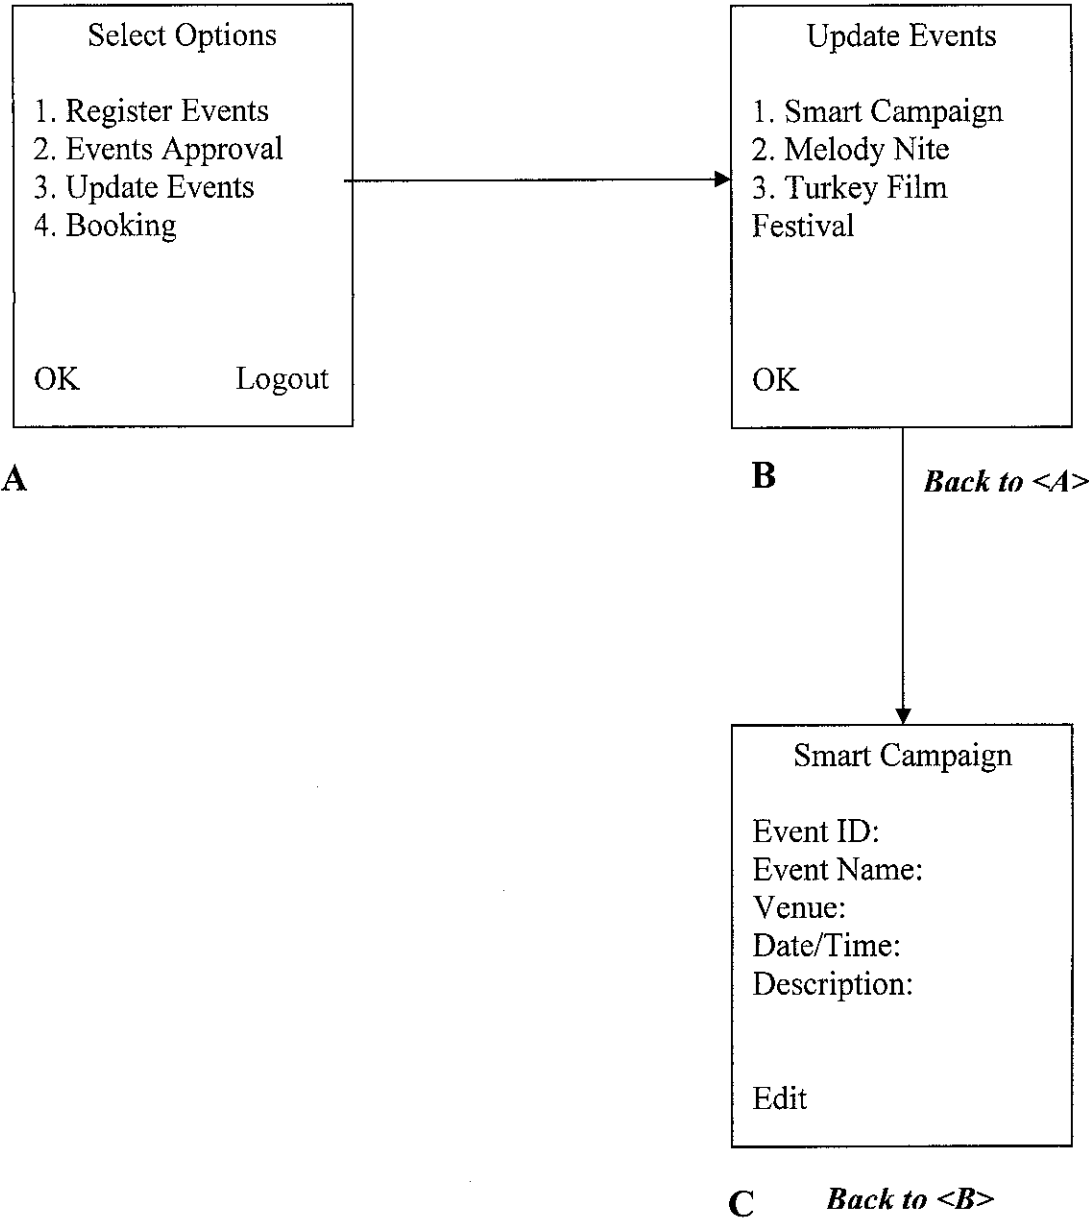 Select Options
1. Register Events
2. Events Approval
3. Update Events
4. Booking
OK Logout
A
Update Events
1. Smart Campaign
2. Melody Nite
3. Turkey Film
Festival
OK
B Back to <A>
Smart Campaign
Event ID:
Event Name:
Venue:
Date/Time:
Description:
Edit
C Back to <B>